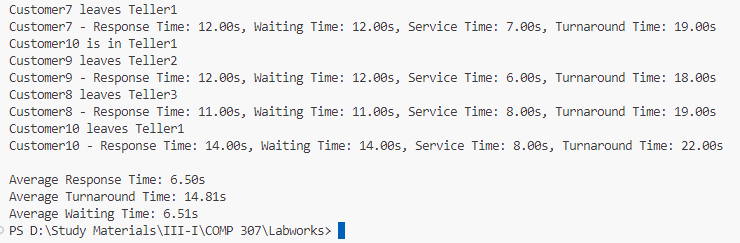 Customer7 leaves Teller1
Customer7 - Response Time: 12.00s, Waiting Time: 12.00s, Service Time: 7.00s, Turnaround Time: 19.00s
Customer10 is in Teller1
Customer9 leaves Teller2
Customer9 - Response Time: 12.00s, Waiting Time: 12.00s, Service Time: 6.00s, Turnaround Time: 18.00s
Customer8 leaves Teller3
Customer8 - Response Time: 11.00s, Waiting Time: 11.00s, Service Time: 8.00s, Turnaround Time: 19.00s
Customer10 leaves Teller1
Customer10 - Response Time: 14.00s, Waiting Time: 14.00s, Service Time: 8.00s, Turnaround Time: 22.00s
Average Response Time: 6.50s
Average Turnaround Time: 14.81s
Average Waiting Time: 6.51s
PS D:\Study Materials\III-I\COMP 307\Labworks>